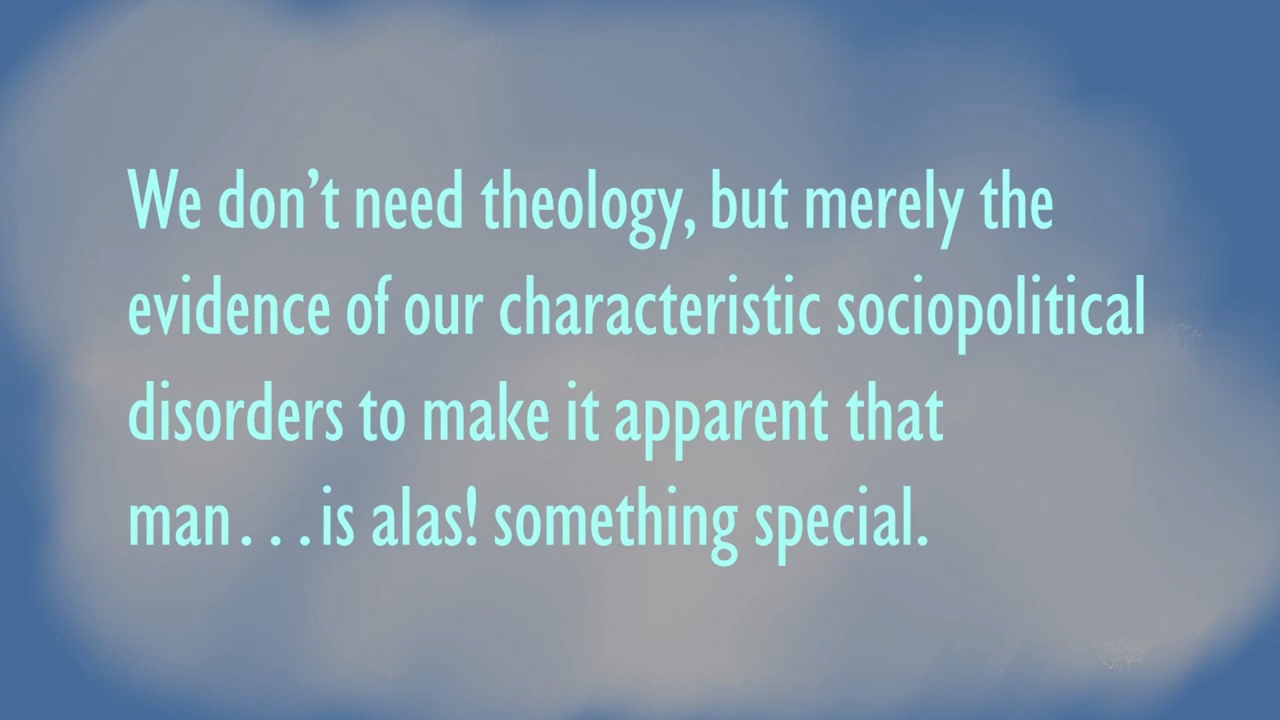 We don’t need theology, but merely the
evidence of our characteristic sociopolitical
disorders to make it apparent that
man. . .is alas! something special.